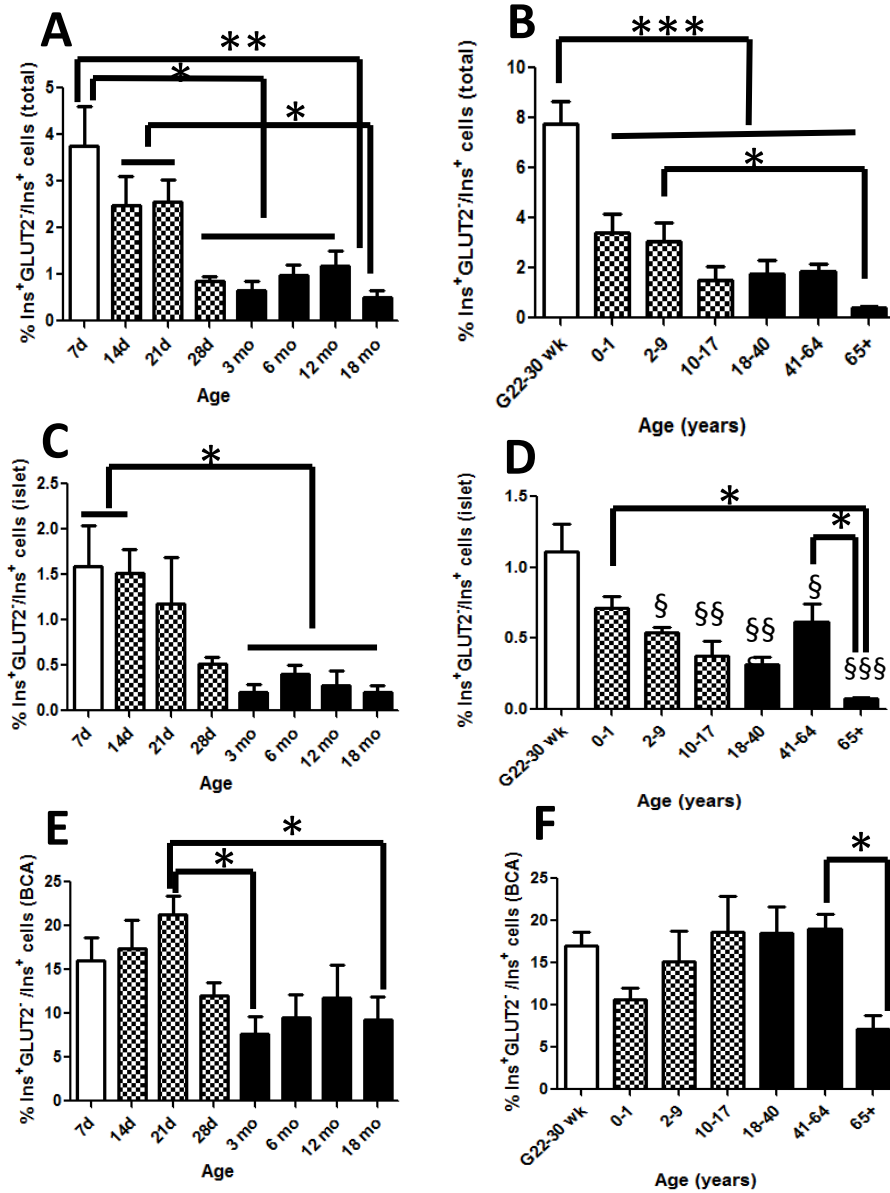 A
**
*
*
% Ins⁺GLUT2⁻/Ins⁺ cells (total)
5
4
3
2
1
0
7d 14d 21d 28d 3 mo 6 mo 12 mo 18 mo
Age
B
***
*
% Ins⁺GLUT2⁻/Ins⁺ cells (total)
10
8
6
4
2
0
G22-30 wk 0-1 2-9 10-17 18-40 41-64 65+
Age (years)
C
*
% Ins⁺GLUT2⁻/Ins⁺ cells (islet)
2.5
2.0
1.5
1.0
0.5
0.0
7d 14d 21d 28d 3 mo 6 mo 12 mo 18 mo
Age
D
*
*
§ §§ §§ § §§§
% Ins⁺GLUT2⁻/Ins⁺ cells (islet)
1.5
1.0
0.5
0.0
G22-30 wk 0-1 2-9 10-17 18-40 41-64 65+
Age (years)
E
*
*
% Ins⁺GLUT2⁻ /Ins⁺ cells (BCA)
25
20
15
10
5
0
7d 14d 21d 28d 3 mo 6 mo 12 mo 18 mo
Age
F
*
% Ins⁺GLUT2⁻ /Ins⁺ cells (BCA)
25
20
15
10
5
0
G22-30 wk 0-1 2-9 10-17 18-40 41-64 65+
Age (years)